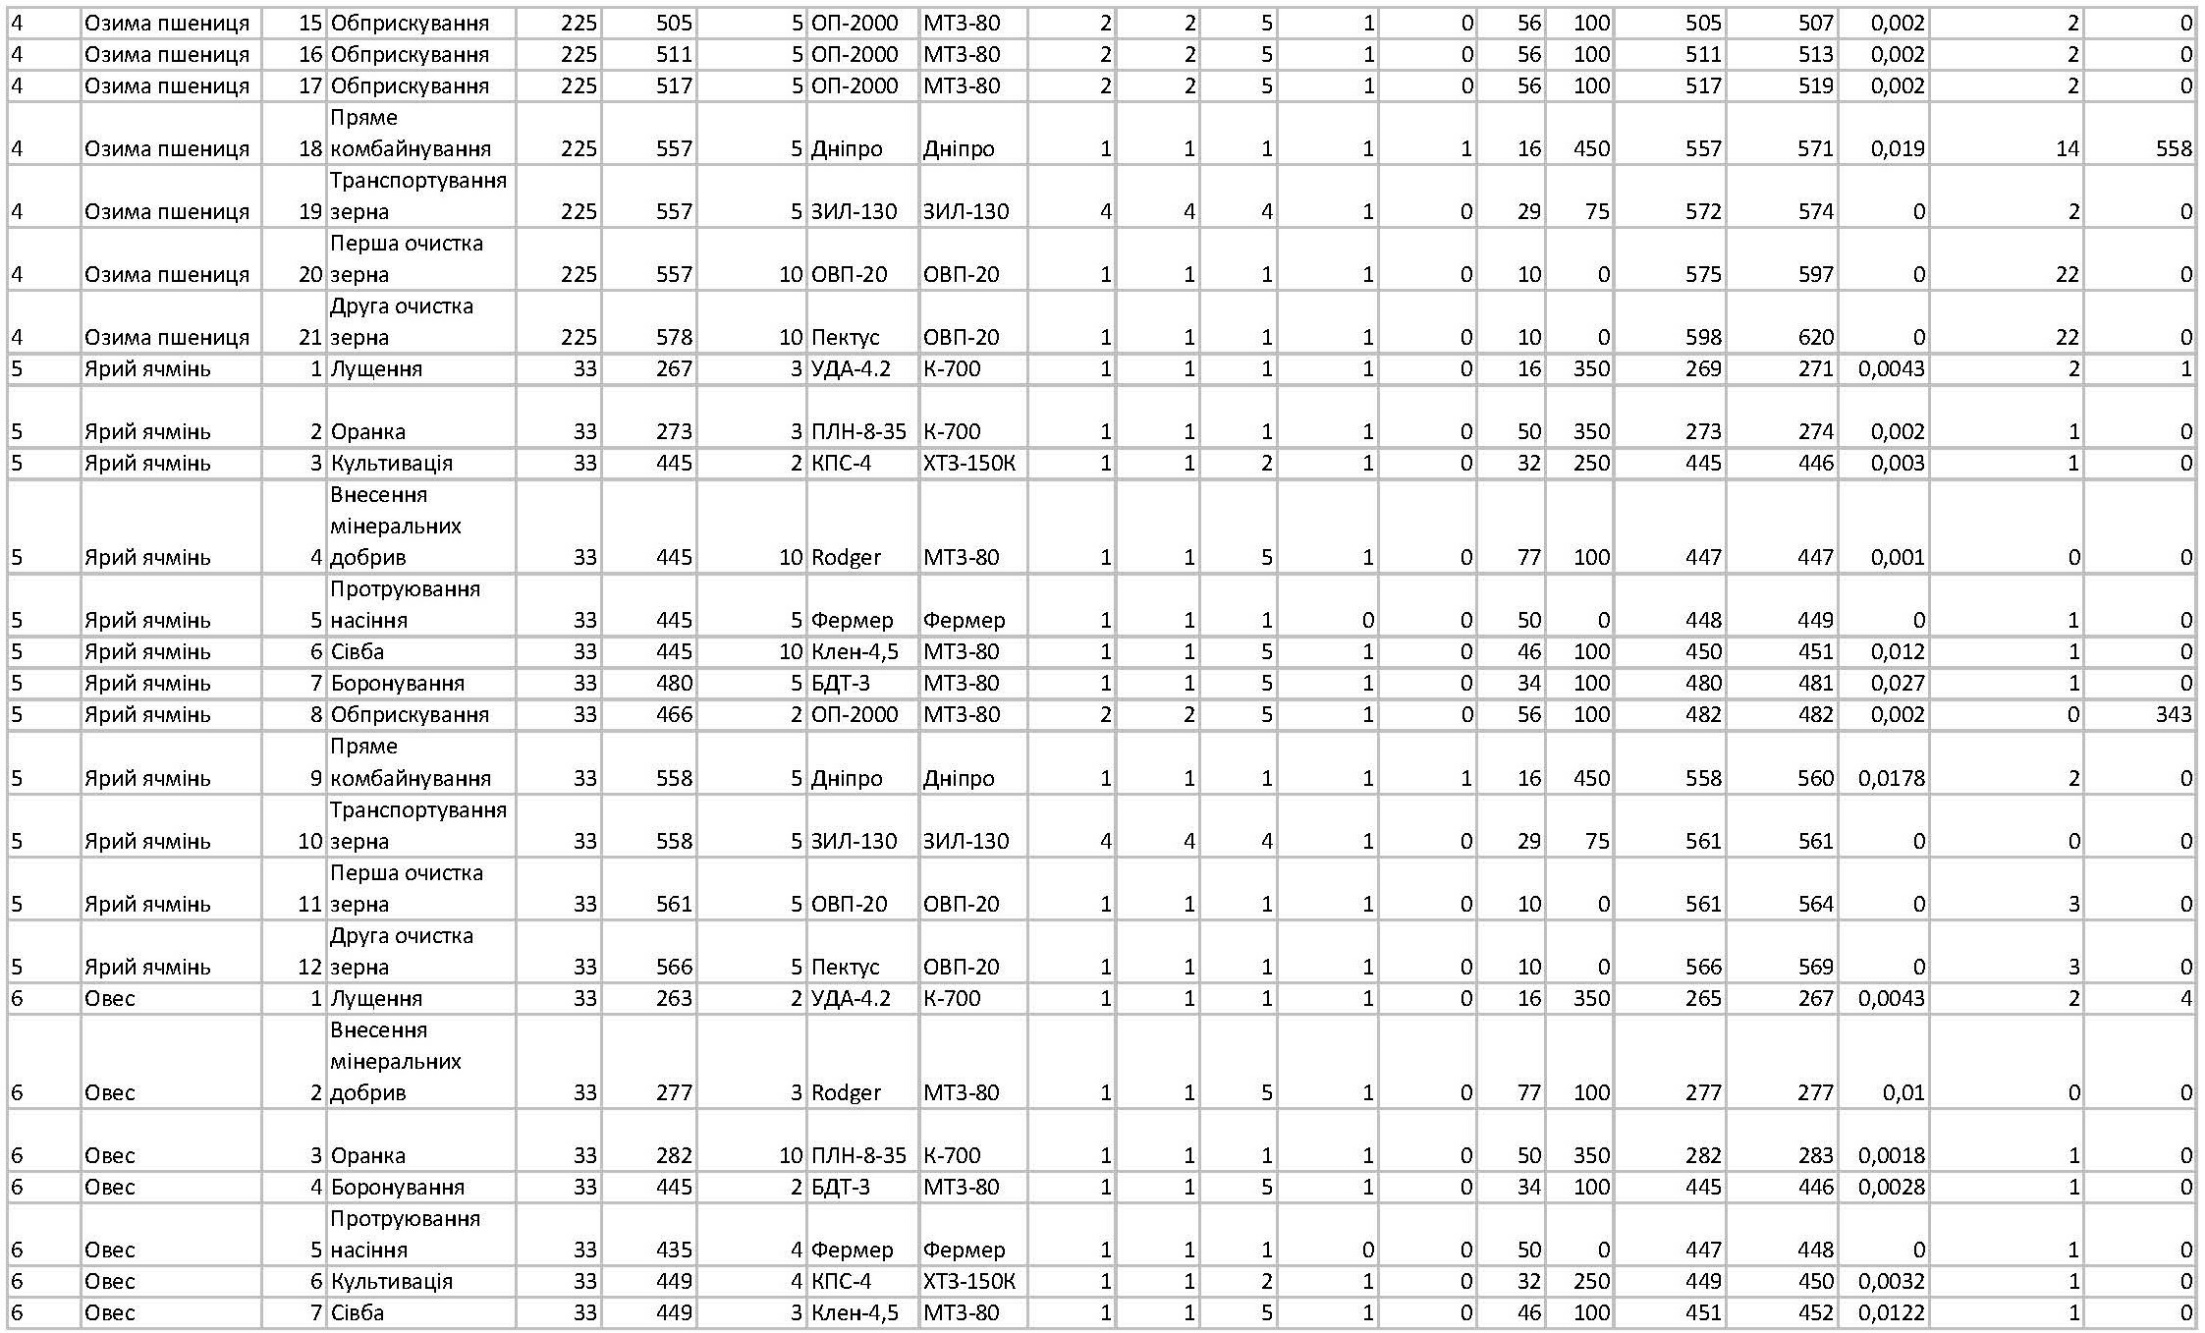 4 Озима пшениця 15 Обприскування 225 505 5 ОП-2000 МТЗ-80 2 2 5 1 0 56 100 505 507 0,002 2 0
4 Озима пшениця 16 Обприскування 225 511 5 ОП-2000 МТЗ-80 2 2 5 1 0 56 100 511 513 0,002 2 0
4 Озима пшениця 17 Обприскування 225 517 5 ОП-2000 МТЗ-80 2 2 5 1 0 56 100 517 519 0,002 2 0
Пряме
4 Озима пшениця 18 комбайнування 225 557 5 Дніпро Дніпро 1 1 1 1 1 16 450 557 571 0,019 14 558
Транспортування
4 Озима пшениця 19 зерна 225 557 5 ЗИЛ-130 ЗИЛ-130 4 4 4 1 0 29 75 572 574 0 2 0
Перша очистка
4 Озима пшениця 20 зерна 225 557 10 ОВП-20 ОВП-20 1 1 1 1 0 10 0 575 597 0 22 0
Друга очистка
4 Озима пшениця 21 зерна 225 578 10 Пектус ОВП-20 1 1 1 1 0 10 0 598 620 0 22 0
5 Ярий ячмінь 1 Лущення 33 267 3 УДА-4.2 К-700 1 1 1 1 0 16 350 269 271 0,0043 2 1
5 Ярий ячмінь 2 Оранка 33 273 3 ПЛН-8-35 К-700 1 1 1 1 0 50 350 273 274 0,002 1 0
5 Ярий ячмінь 3 Культивація 33 445 2 КПС-4 ХТЗ-150К 1 1 2 1 0 32 250 445 446 0,003 1 0
Внесення
мінеральних
5 Ярий ячмінь 4 добрив 33 445 10 Rodger МТЗ-80 1 1 5 1 0 77 100 447 447 0,001 0 0
Протруювання
5 Ярий ячмінь 5 насіння 33 445 5 Фермер Фермер 1 1 1 0 0 50 0 448 449 0 1 0
5 Ярий ячмінь 6 Сівба 33 445 10 Клен-4,5 МТЗ-80 1 1 5 1 0 46 100 450 451 0,012 1 0
5 Ярий ячмінь 7 Боронування 33 480 5 БДТ-3 МТЗ-80 1 1 5 1 0 34 100 480 481 0,027 1 0
5 Ярий ячмінь 8 Обприскування 33 466 2 ОП-2000 МТЗ-80 2 2 5 1 0 56 100 482 482 0,002 0 343
Пряме
5 Ярий ячмінь 9 комбайнування 33 558 5 Дніпро Дніпро 1 1 1 1 1 16 450 558 560 0,0178 2 0
Транспортування
5 Ярий ячмінь 10 зерна 33 558 5 ЗИЛ-130 ЗИЛ-130 4 4 4 1 0 29 75 561 561 0 0 0
Перша очистка
5 Ярий ячмінь 11 зерна 33 561 5 ОВП-20 ОВП-20 1 1 1 1 0 10 0 561 564 0 3 0
Друга очистка
5 Ярий ячмінь 12 зерна 33 566 5 Пектус ОВП-20 1 1 1 1 0 10 0 566 569 0 3 0
6 Овес 1 Лущення 33 263 2 УДА-4.2 К-700 1 1 1 1 0 16 350 265 267 0,0043 2 4
Внесення
мінеральних
6 Овес 2 добрив 33 277 3 Rodger МТЗ-80 1 1 5 1 0 77 100 277 277 0,01 0 0
6 Овес 3 Оранка 33 282 10 ПЛН-8-35 К-700 1 1 1 1 0 50 350 282 283 0,0018 1 0
6 Овес 4 Боронування 33 445 2 БДТ-3 МТЗ-80 1 1 5 1 0 34 100 445 446 0,0028 1 0
Протруювання
6 Овес 5 насіння 33 435 4 Фермер Фермер 1 1 1 0 0 50 0 447 448 0 1 0
6 Овес 6 Культивація 33 449 4 КПС-4 ХТЗ-150К 1 1 2 1 0 32 250 449 450 0,0032 1 0
6 Овес 7 Сівба 33 449 3 Клен-4,5 МТЗ-80 1 1 5 1 0 46 100 451 452 0,0122 1 0